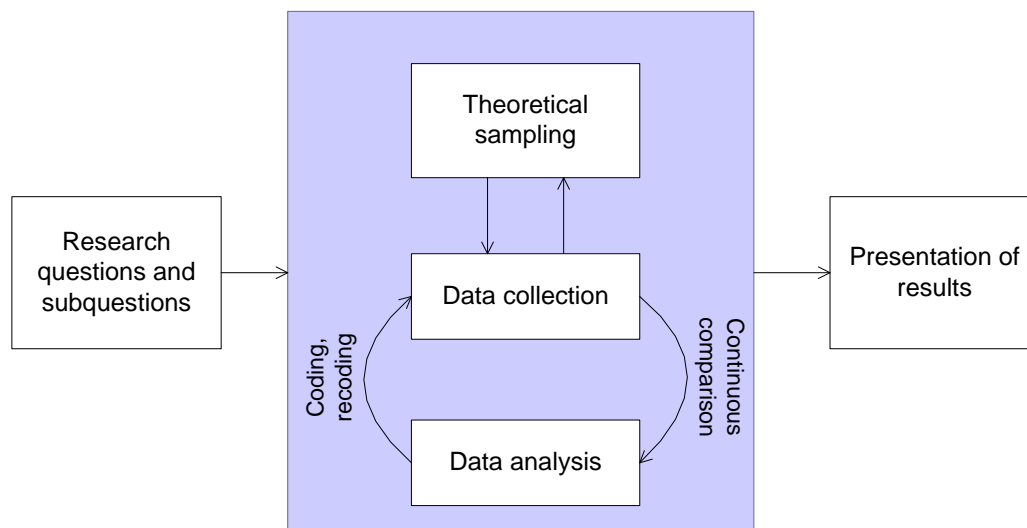 Theoretical
sampling
Research
questions and
subquestions
Data collection
Presentation of
results
Coding,
recoding
Continuous
comparison
Data analysis